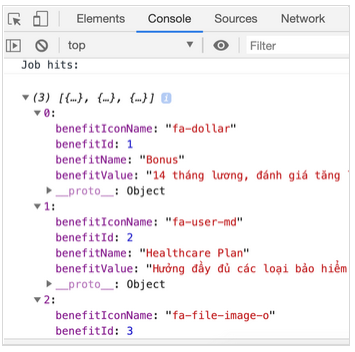 Elements Console Sources Network
top Filter
Job hits:
(3) [{…}, {…}, {…}] i
0:
benefitIconName: "fa-dollar"
benefitId: 1
benefitName: "Bonus"
benefitValue: "14 tháng lương, đánh giá tăng
__proto__: Object
1:
benefitIconName: "fa-user-md"
benefitId: 2
benefitName: "Healthcare Plan"
benefitValue: "Hưởng đầy đủ các loại bảo hiểm
__proto__: Object
2:
benefitIconName: "fa-file-image-o"
benefitId: 3